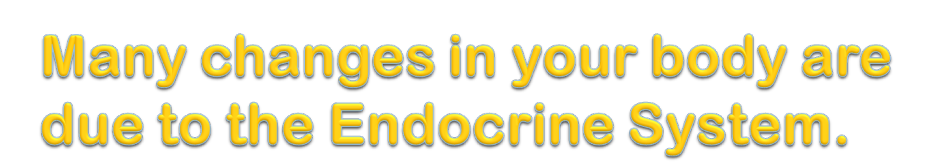 Many changes in your body are
due to the Endocrine System.